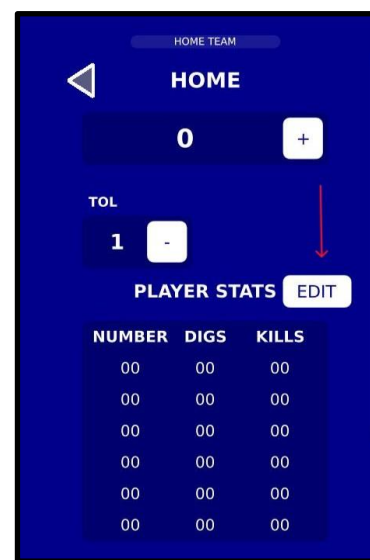 HOME TEAM
HOME
0 +
TOL
1 -
PLAYER STATS EDIT
NUMBER DIGS KILLS
00 00 00
00 00 00
00 00 00
00 00 00
00 00 00
00 00 00